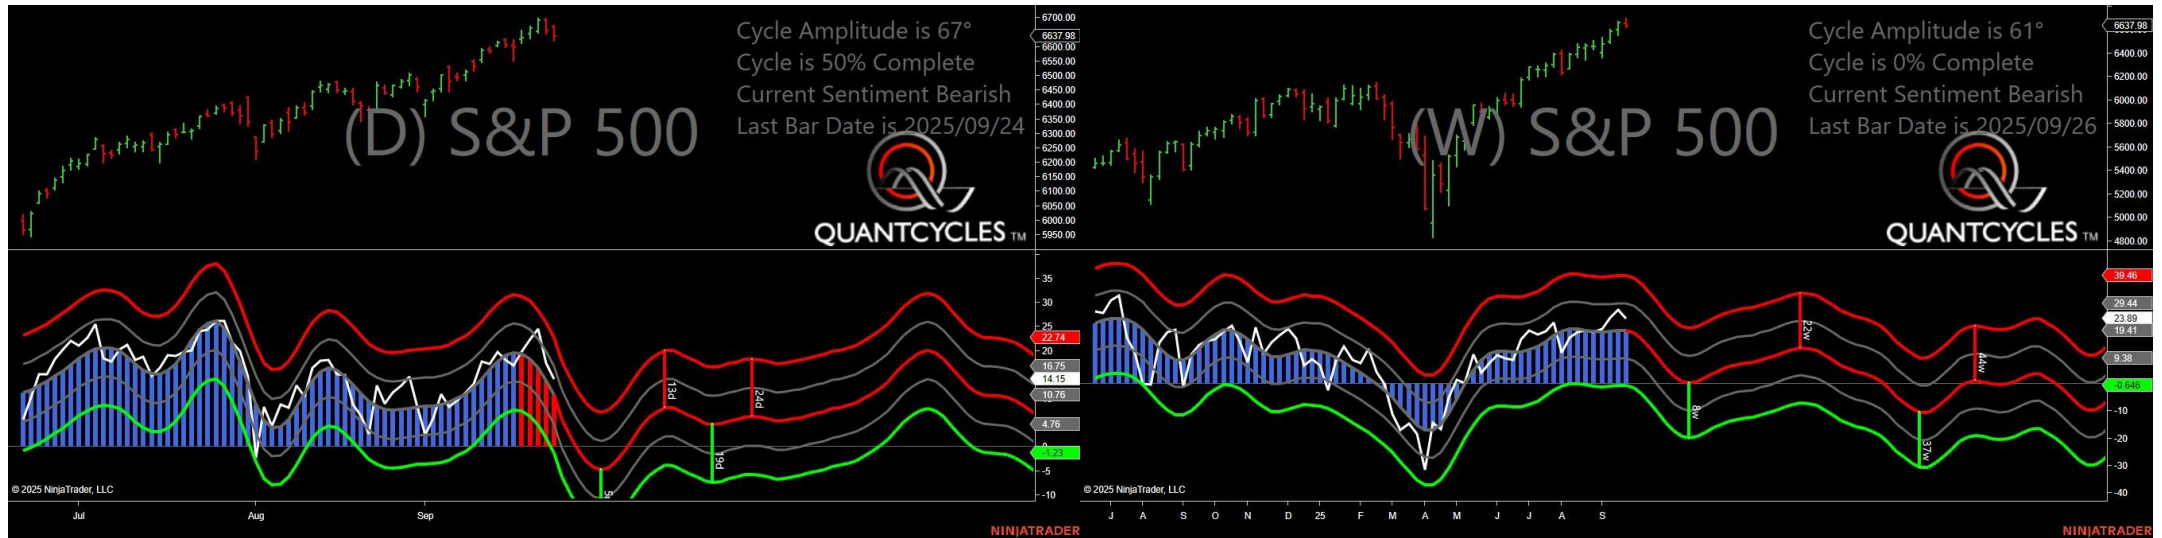 Cycle Amplitude is 67°
Cycle is 50% Complete
Current Sentiment Bearish
Last Bar Date is 2025/09/24
(D) S&P 500
QUANTCYCLES TM
6700.00
6637.98
6600.00
6550.00
6500.00
6450.00
6400.00
6350.00
6300.00
6250.00
6200.00
6150.00
6100.00
6050.00
6000.00
5950.00
35
30
25
22.74
20
16.75
14.15
10.76
4.76
-1.23
-5
-10
13d
24d
19d
© 2025 NinjaTrader, LLC
Jul
Aug
Sep
NINJATRADER
Cycle Amplitude is 61°
Cycle is 0% Complete
Current Sentiment Bearish
Last Bar Date is 2025/09/26
(W) S&P 500
QUANTCYCLES TM
6637.98
6400.00
6200.00
6000.00
5800.00
5600.00
5400.00
5200.00
5000.00
4800.00
39.46
29.44
23.89
19.41
9.38
-0.646
-10
-20
-30
-40
22w
44w
8w
37w
© 2025 NinjaTrader, LLC
J A S O N D 25 F M A M J J A S
NINJATRADER